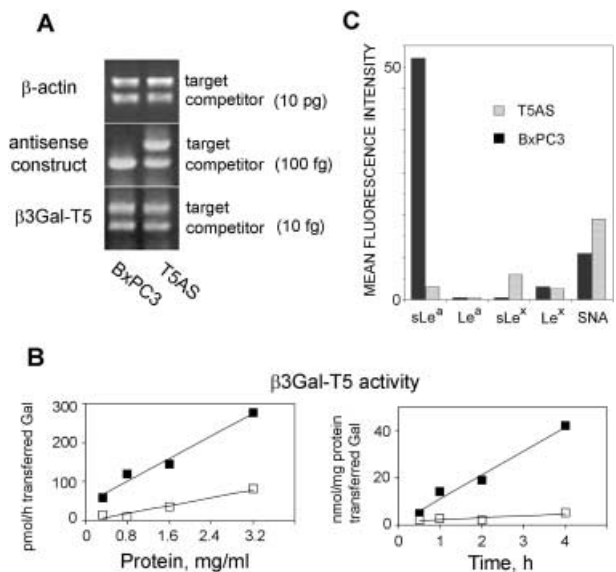 A
β-actin
target
competitor (10 pg)
antisense
construct
target
competitor (100 fg)
β3Gal-T5
target
competitor (10 fg)
BxPC3
T5AS
C
MEAN FLUORESCENCE INTENSITY
50
0
T5AS
BxPC3
sLeᵃ Leᵃ sLeˣ Leˣ SNA
B
β3Gal-T5 activity
pmol/h transferred Gal
300
200
100
0
0 0.8 1.6 2.4 3.2
Protein, mg/ml
nmol/mg protein
transferred Gal
40
20
0
0 1 2 3 4
Time, h